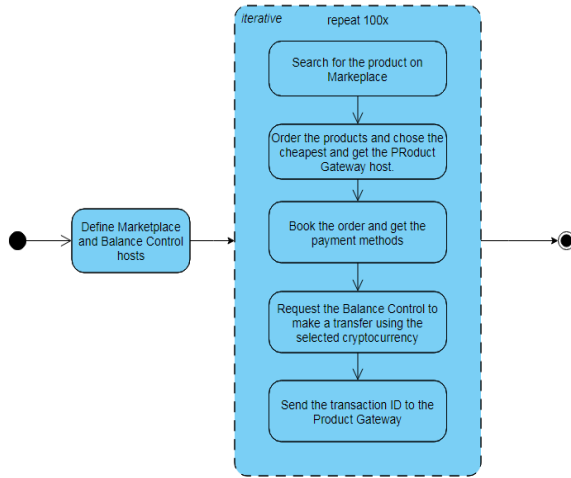 iterative
repeat 100x
Search for the product on
Markeplace
Order the products and chose the
cheapest and get the PRoduct
Gateway host.
Define Marketplace
and Balance Control
hosts
Book the order and get the
payment methods
Request the Balance Control to
make a transfer using the
selected cryptocurrency
Send the transaction ID to the
Product Gateway